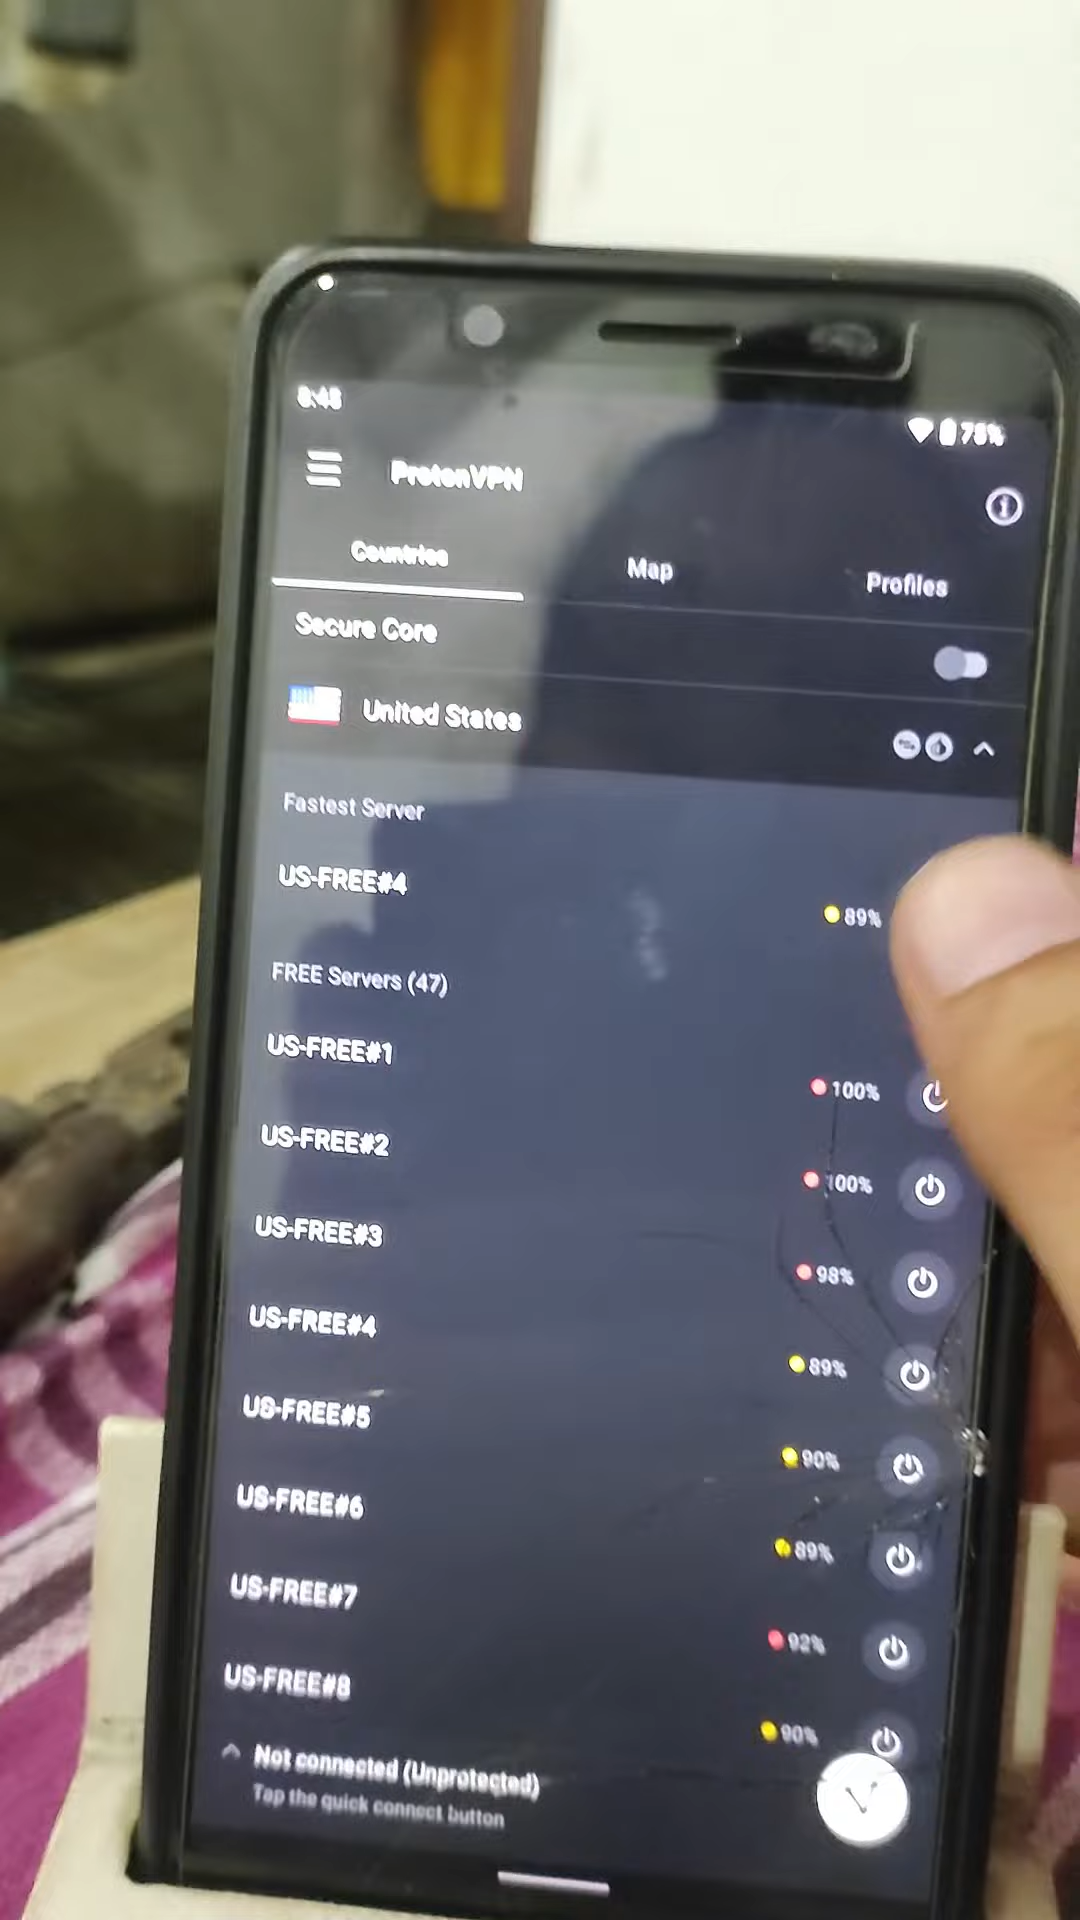 8:48
75%
ProtonVPN
Countries
Map
Profiles
Secure Core
United States
Fastest Server
US-FREE#4
89%
FREE Servers (47)
US-FREE#1
100%
US-FREE#2
100%
US-FREE#3
98%
US-FREE#4
89%
US-FREE#5
90%
US-FREE#6
89%
US-FREE#7
92%
US-FREE#8
90%
Not connected (Unprotected)
Tap the quick connect button